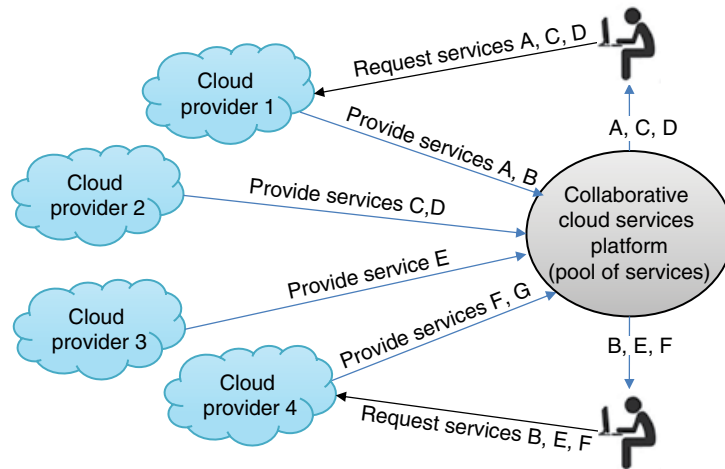 Request services A, C, D
Cloud
provider 1
Provide services A, B
A, C, D
Cloud
provider 2
Provide services C,D
Collaborative
cloud services
platform
(pool of services)
Provide service E
Cloud
provider 3
Provide services F, G
B, E, F
Cloud
provider 4
Request services B, E, F